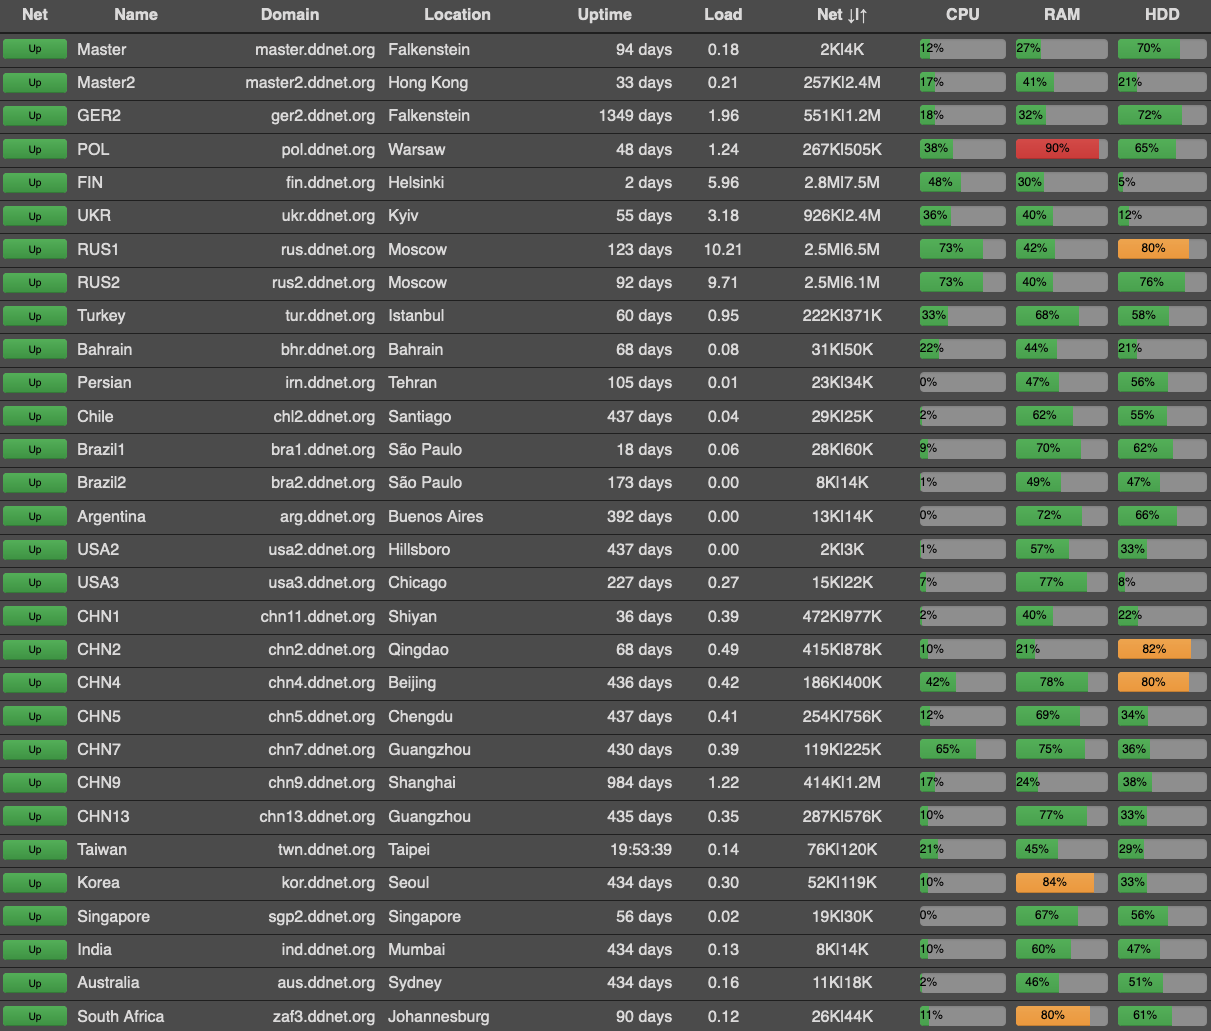 Net Name Domain Location Uptime Load Net ↓|↑ CPU RAM HDD
Up Master master.ddnet.org Falkenstein 94 days 0.18 2K|4K 12% 27% 70%
Up Master2 master2.ddnet.org Hong Kong 33 days 0.21 257K|2.4M 17% 41% 21%
Up GER2 ger2.ddnet.org Falkenstein 1349 days 1.96 551K|1.2M 18% 32% 72%
Up POL pol.ddnet.org Warsaw 48 days 1.24 267K|505K 38% 90% 65%
Up FIN fin.ddnet.org Helsinki 2 days 5.96 2.8M|7.5M 48% 30% 5%
Up UKR ukr.ddnet.org Kyiv 55 days 3.18 926K|2.4M 36% 40% 12%
Up RUS1 rus.ddnet.org Moscow 123 days 10.21 2.5M|6.5M 73% 42% 80%
Up RUS2 rus2.ddnet.org Moscow 92 days 9.71 2.5M|6.1M 73% 40% 76%
Up Turkey tur.ddnet.org Istanbul 60 days 0.95 222K|371K 33% 68% 58%
Up Bahrain bhr.ddnet.org Bahrain 68 days 0.08 31K|50K 22% 44% 21%
Up Persian irn.ddnet.org Tehran 105 days 0.01 23K|34K 0% 47% 56%
Up Chile chl2.ddnet.org Santiago 437 days 0.04 29K|25K 2% 62% 55%
Up Brazil1 bra1.ddnet.org São Paulo 18 days 0.06 28K|60K 9% 70% 62%
Up Brazil2 bra2.ddnet.org São Paulo 173 days 0.00 8K|14K 1% 49% 47%
Up Argentina arg.ddnet.org Buenos Aires 392 days 0.00 13K|14K 0% 72% 66%
Up USA2 usa2.ddnet.org Hillsboro 437 days 0.00 2K|3K 1% 57% 33%
Up USA3 usa3.ddnet.org Chicago 227 days 0.27 15K|22K 7% 77% 8%
Up CHN1 chn11.ddnet.org Shiyan 36 days 0.39 472K|977K 2% 40% 22%
Up CHN2 chn2.ddnet.org Qingdao 68 days 0.49 415K|878K 10% 21% 82%
Up CHN4 chn4.ddnet.org Beijing 436 days 0.42 186K|400K 42% 78% 80%
Up CHN5 chn5.ddnet.org Chengdu 437 days 0.41 254K|756K 12% 69% 34%
Up CHN7 chn7.ddnet.org Guangzhou 430 days 0.39 119K|225K 65% 75% 36%
Up CHN9 chn9.ddnet.org Shanghai 984 days 1.22 414K|1.2M 17% 24% 38%
Up CHN13 chn13.ddnet.org Guangzhou 435 days 0.35 287K|576K 10% 77% 33%
Up Taiwan twn.ddnet.org Taipei 19:53:39 0.14 76K|120K 21% 45% 29%
Up Korea kor.ddnet.org Seoul 434 days 0.30 52K|119K 10% 84% 33%
Up Singapore sgp2.ddnet.org Singapore 56 days 0.02 19K|30K 0% 67% 56%
Up India ind.ddnet.org Mumbai 434 days 0.13 8K|14K 10% 60% 47%
Up Australia aus.ddnet.org Sydney 434 days 0.16 11K|18K 2% 46% 51%
Up South Africa zaf3.ddnet.org Johannesburg 90 days 0.12 26K|44K 11% 80% 61%